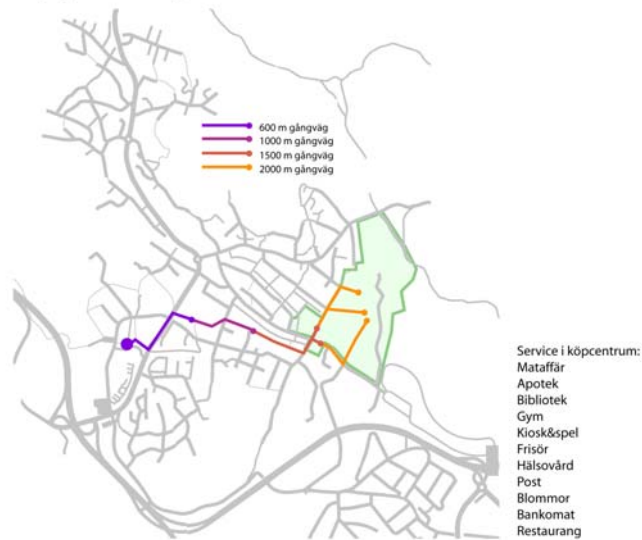 600 m gångväg
1000 m gångväg
1500 m gångväg
2000 m gångväg
Service i köpcentrum:
Mataffär
Apotek
Bibliotek
Gym
Kiosk&spel
Frisör
Hälsovård
Post
Blommor
Bankomat
Restaurang